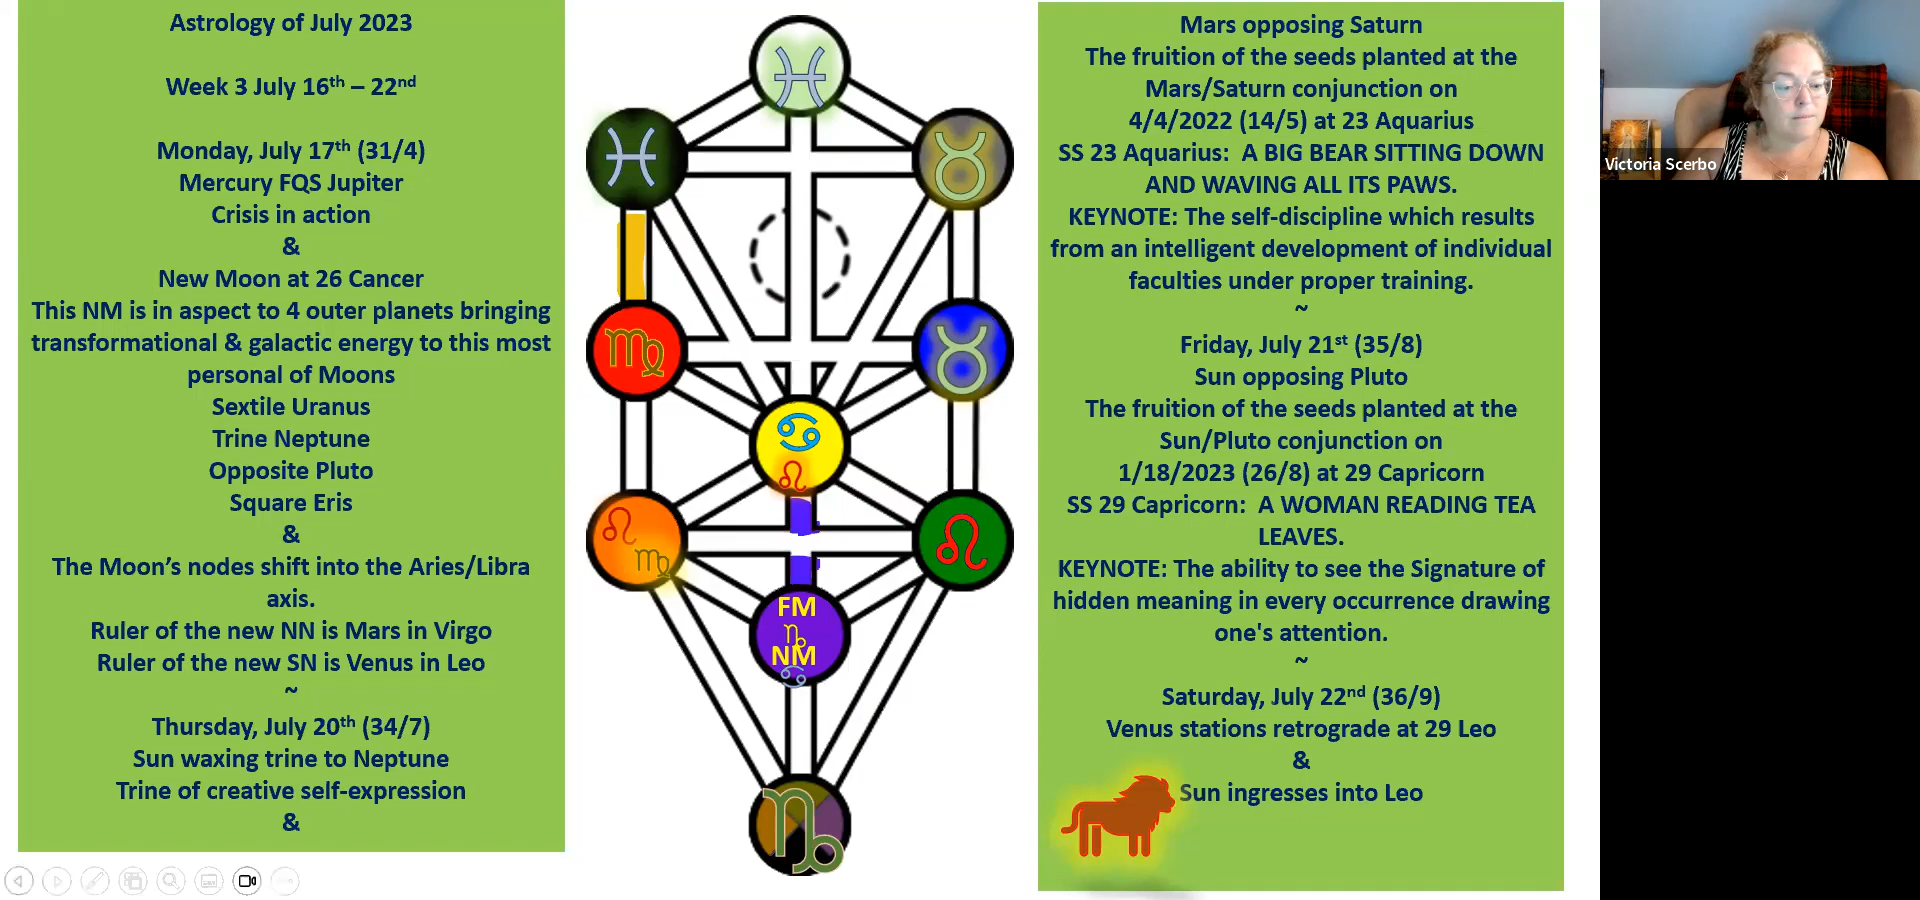 Astrology of July 2023
Week 3 July 16th – 22nd
Monday, July 17th (31/4)
Mercury FQS Jupiter
Crisis in action
&
New Moon at 26 Cancer
This NM is in aspect to 4 outer planets bringing
transformational & galactic energy to this most
personal of Moons
Sextile Uranus
Trine Neptune
Opposite Pluto
Square Eris
&
The Moon's nodes shift into the Aries/Libra
axis.
Ruler of the new NN is Mars in Virgo
Ruler of the new SN is Venus in Leo
~
Thursday, July 20th (34/7)
Sun waxing trine to Neptune
Trine of creative self-expression
&
♓
♓
♉
♍
♉
♋
♌
♌
♍
♌
FM
♑
NM
♋
♑
Mars opposing Saturn
The fruition of the seeds planted at the
Mars/Saturn conjunction on
4/4/2022 (14/5) at 23 Aquarius
SS 23 Aquarius:  A BIG BEAR SITTING DOWN
AND WAVING ALL ITS PAWS.
KEYNOTE: The self-discipline which results
from an intelligent development of individual
faculties under proper training.
~
Friday, July 21st (35/8)
Sun opposing Pluto
The fruition of the seeds planted at the
Sun/Pluto conjunction on
1/18/2023 (26/8) at 29 Capricorn
SS 29 Capricorn:  A WOMAN READING TEA
LEAVES.
KEYNOTE: The ability to see the Signature of
hidden meaning in every occurrence drawing
one's attention.
~
Saturday, July 22nd (36/9)
Venus stations retrograde at 29 Leo
&
Sun ingresses into Leo
Victoria Scerbo